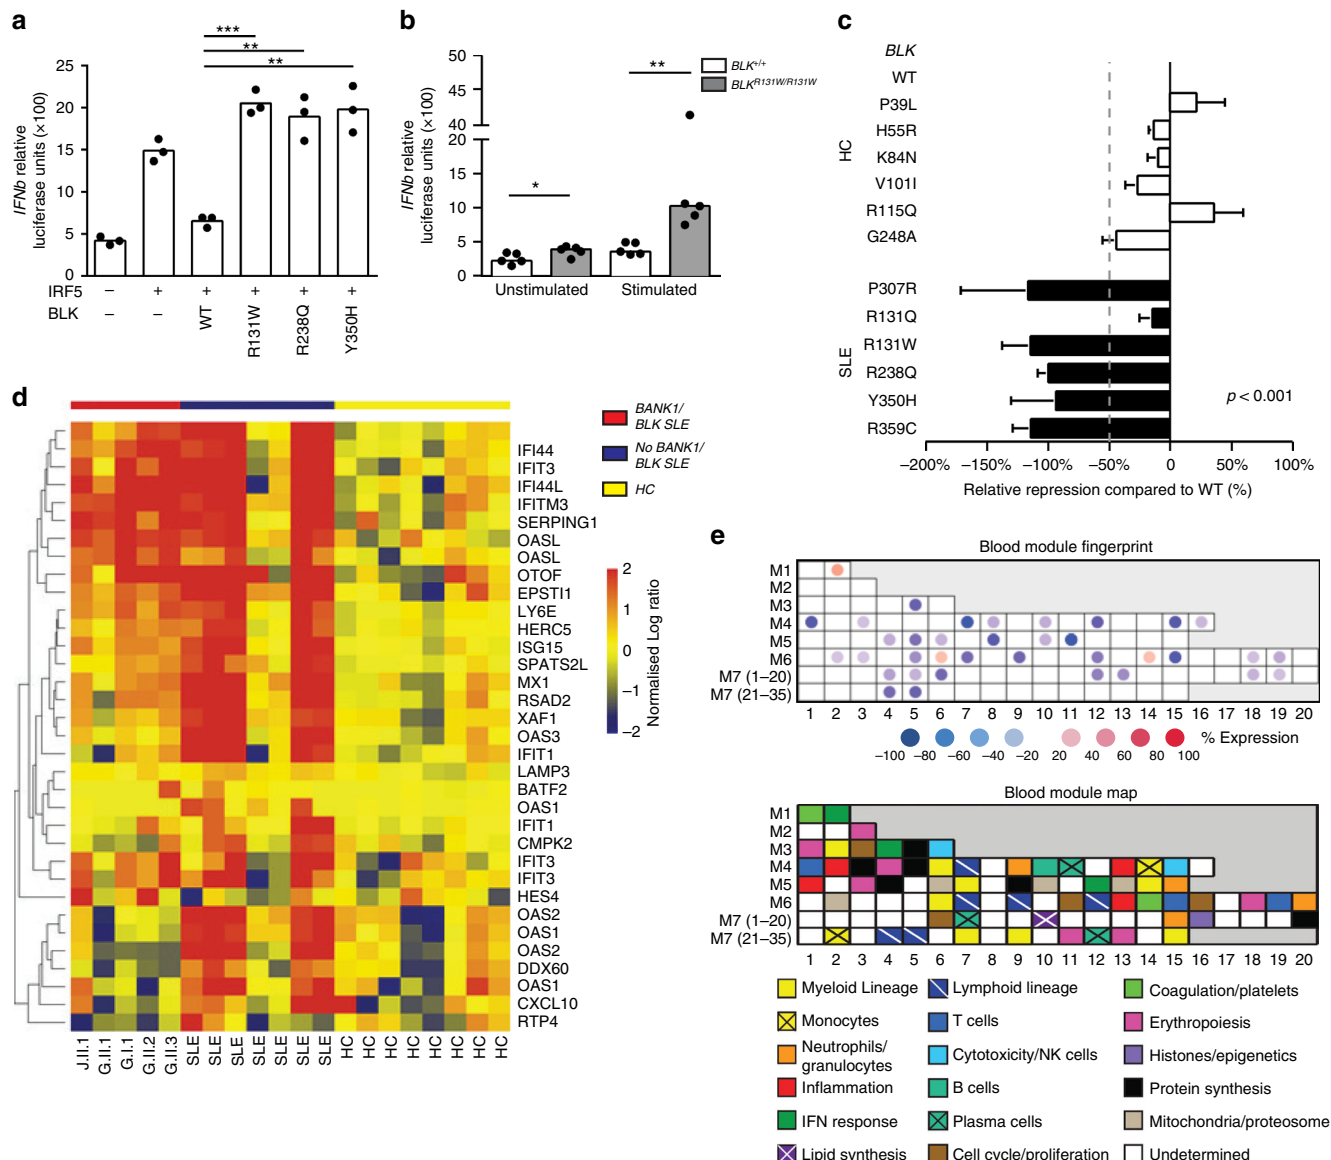 a
***
**
**
25
20
15
10
5
0
IFNb relative
luciferase units (×100)
IRF5 – + + + + +
BLK – – WT R131W R238Q Y350H
b
50
45
40
20
15
10
5
0
IFNb relative
luciferase units (×100)
*
**
BLK+/+
BLKR131W/R131W
Unstimulated Stimulated
c
BLK
WT
P39L
H55R
K84N
V101I
R115Q
G248A
HC
P307R
R131Q
R131W
R238Q
Y350H
R359C
SLE
p < 0.001
–200% –150% –100% –50% 0 50% 100%
Relative repression compared to WT (%)
d
BANK1/
BLK SLE
No BANK1/
BLK SLE
HC
2
1
0
–1
–2
Normalised Log ratio
IFI44
IFIT3
IFI44L
IFITM3
SERPING1
OASL
OASL
OTOF
EPSTI1
LY6E
HERC5
ISG15
SPATS2L
MX1
RSAD2
XAF1
OAS3
IFIT1
LAMP3
BATF2
OAS1
IFIT1
CMPK2
IFIT3
IFIT3
HES4
OAS2
OAS1
OAS2
DDX60
OAS1
CXCL10
RTP4
J.II.1 G.II.1 G.I.1 G.II.2 G.II.3 SLE SLE SLE SLE SLE SLE SLE HC HC HC HC HC HC HC HC
e
Blood module fingerprint
M1
M2
M3
M4
M5
M6
M7 (1–20)
M7 (21–35)
1 2 3 4 5 6 7 8 9 10 11 12 13 14 15 16 17 18 19 20
–100 –80 –60 –40 –20 20 40 60 80 100
% Expression
Blood module map
M1
M2
M3
M4
M5
M6
M7 (1–20)
M7 (21–35)
1 2 3 4 5 6 7 8 9 10 11 12 13 14 15 16 17 18 19 20
Myeloid Lineage
Monocytes
Neutrophils/
granulocytes
Inflammation
IFN response
Lipid synthesis
Lymphoid lineage
T cells
Cytotoxicity/NK cells
B cells
Plasma cells
Cell cycle/proliferation
Coagulation/platelets
Erythropoiesis
Histones/epigenetics
Protein synthesis
Mitochondria/proteosome
Undetermined